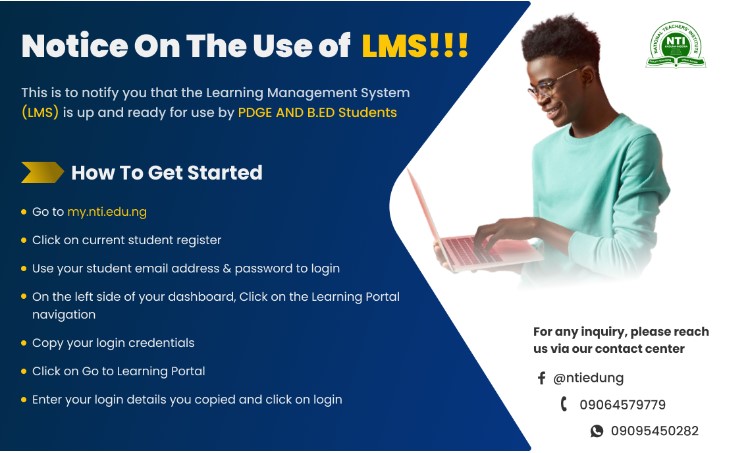 Notice On The Use of LMS!!!
NATIONAL TEACHERS' INSTITUTE
NTI
This is to notify you that the Learning Management System
(LMS) is up and ready for use by PDGE AND B.ED Students
How To Get Started
Go to my.nti.edu.ng
Click on current student register
Use your student email address & password to login
On the left side of your dashboard, Click on the Learning Portal
navigation
Copy your login credentials
Click on Go to Learning Portal
Enter your login details you copied and click on login
For any inquiry, please reach
us via our contact center
@ntiedung
09064579779
09095450282